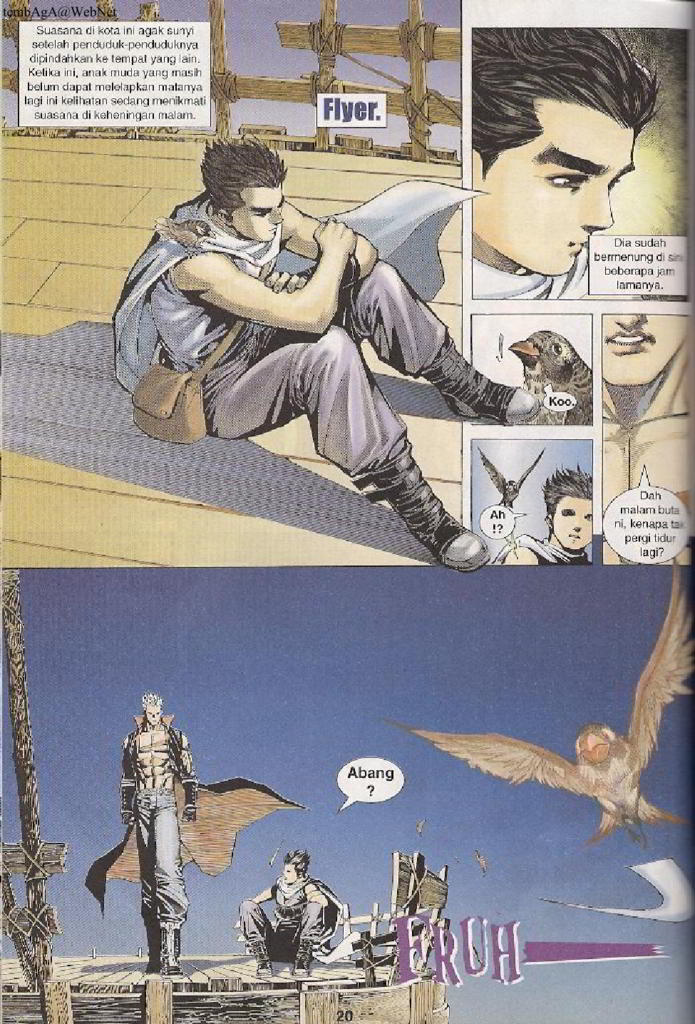 tembAgA@WebNet
Suasana di kota ini agak sunyi
setelah penduduk-penduduknya
dipindahkan ke tempat yang lain.
Ketika ini, anak muda yang masih
belum dapat melelapkan matanya
lagi ini kelihatan sedang menikmati
suasana di keheningan malam.
Flyer.
Dia sudah
bermenung di sini
beberapa jam
lamanya.
Koo.
Ah
!?
Dah
malam buta
ni, kenapa tak
pergi tidur
lagi?
Abang
?
FRUH
20